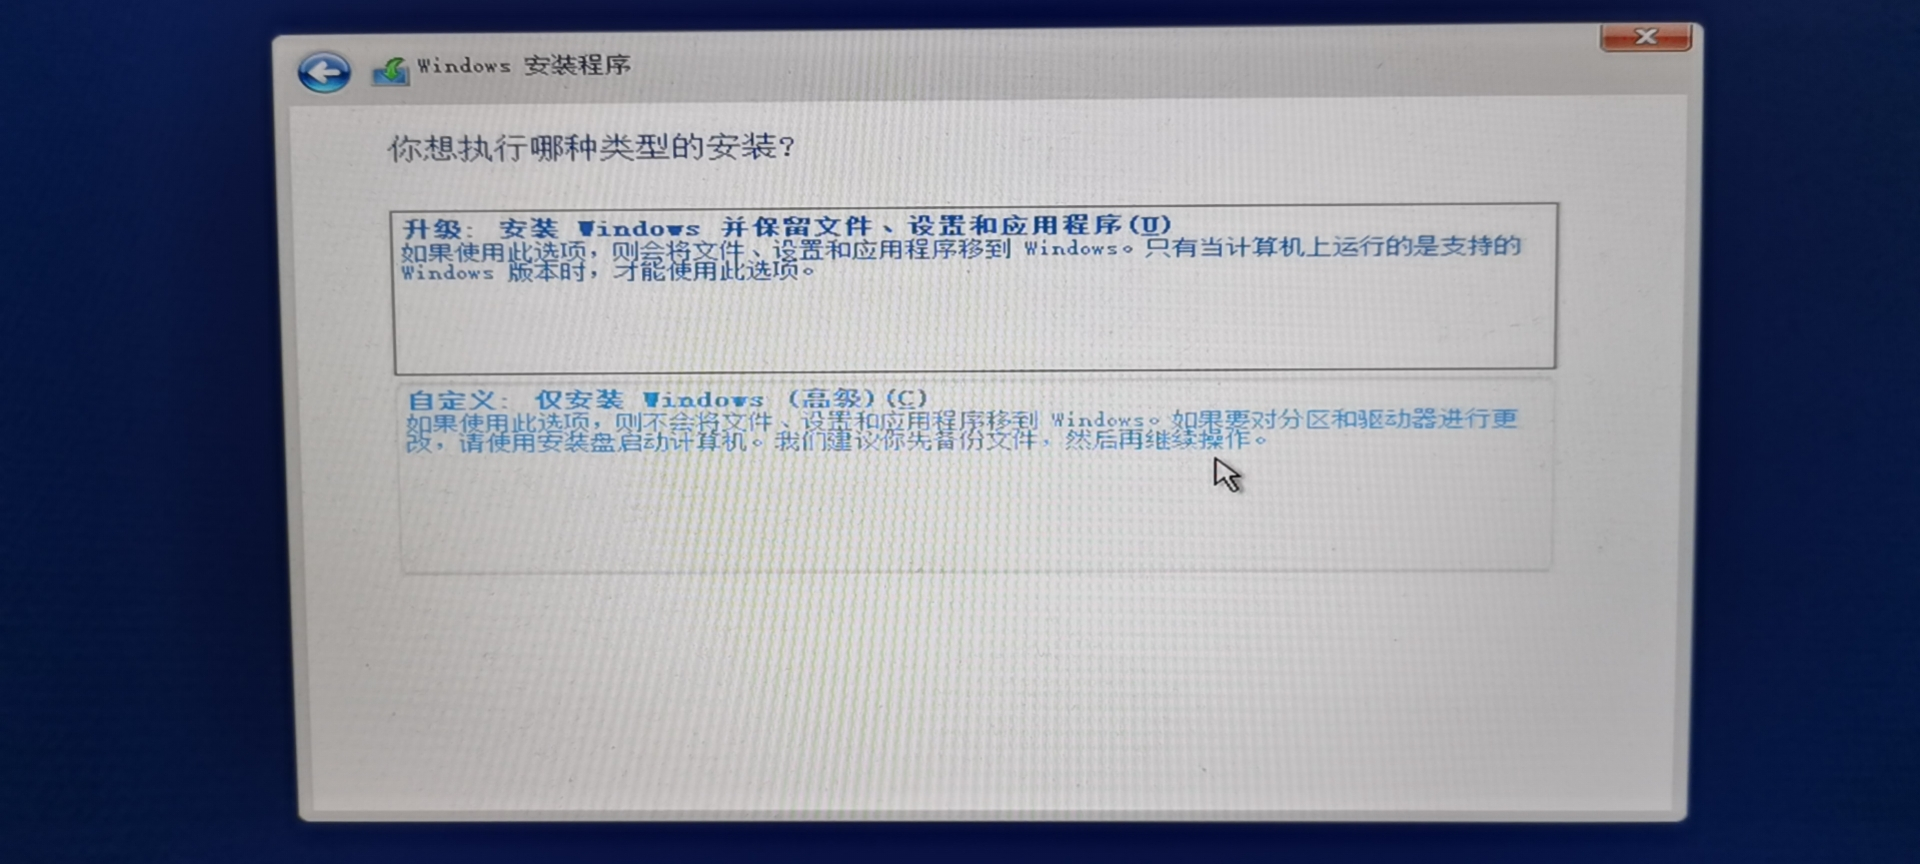 Windows 安装程序
你想执行哪种类型的安装?
升级: 安装 Windows 并保留文件、设置和应用程序(U)
如果使用此选项，则会将文件、设置和应用程序移到 Windows。只有当计算机上运行的是支持的
Windows 版本时，才能使用此选项。
自定义: 仅安装 Windows (高级)(C)
如果使用此选项，则不会将文件、设置和应用程序移到 Windows。如果要对分区和驱动器进行更
改，请使用安装盘启动计算机。我们建议你先备份文件，然后再继续操作。